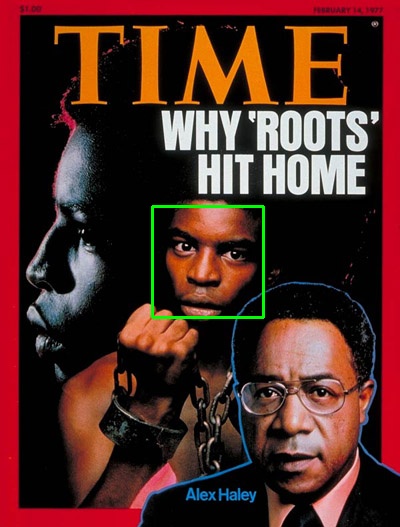 $1.00 FEBRUARY 14, 1977
TIME
®
WHY 'ROOTS'
HIT HOME
Alex Haley